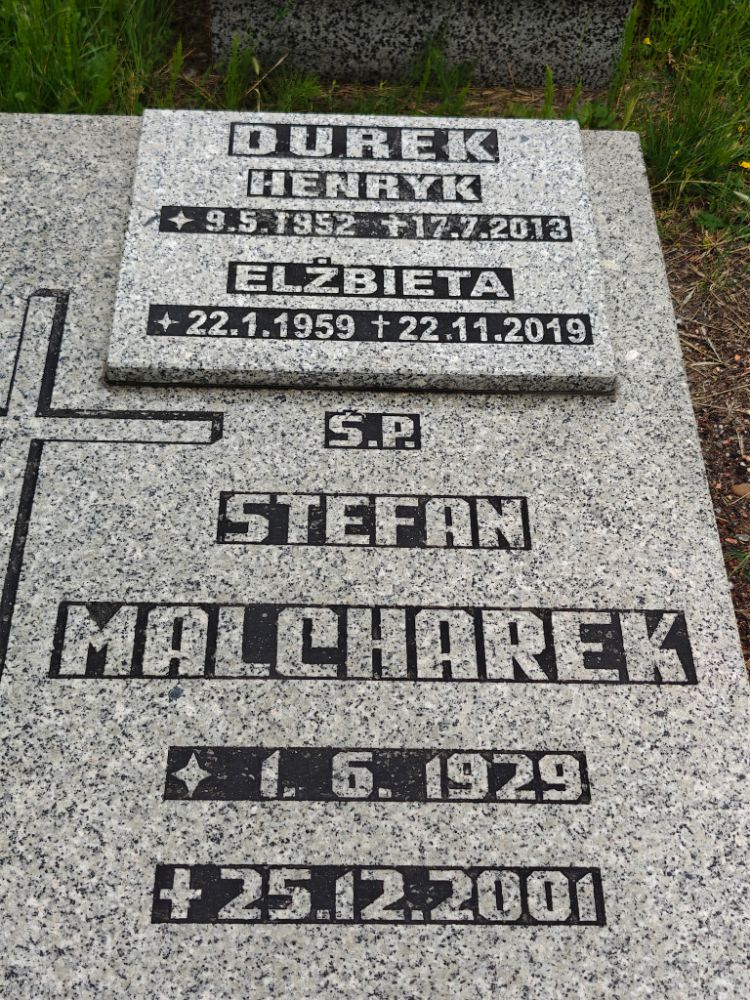 DUREK
HENRYK
✦ 9.5.1952 ✝ 17.7.2013
ELŻBIETA
✦ 22.1.1959 ✝ 22.11.2019
Ś.P.
STEFAN
MALCHAREK
✦ 1. 6. 1929
✝ 25.12.2001